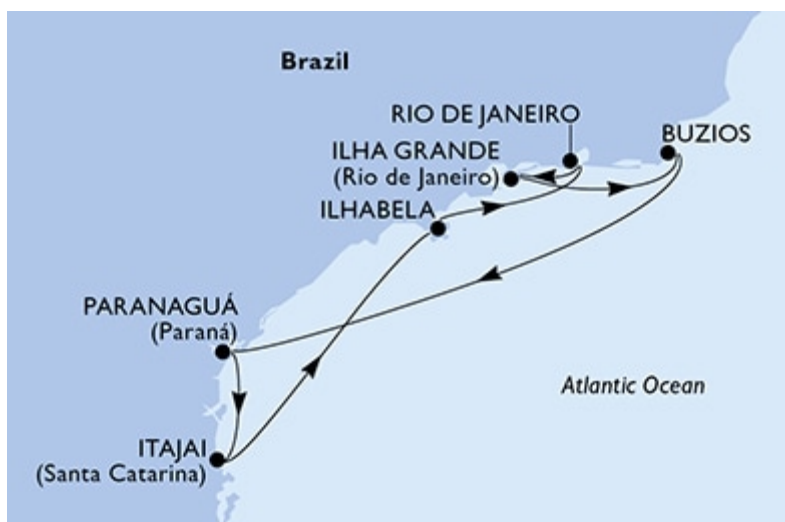 Brazil
RIO DE JANEIRO
BUZIOS
ILHA GRANDE
(Rio de Janeiro)
ILHABELA
PARANAGUÁ
(Paraná)
Atlantic Ocean
ITAJAI
(Santa Catarina)